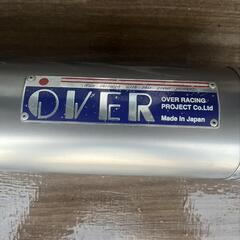 OVER
OVER RACING
PROJECT Co.Ltd
Made In Japan